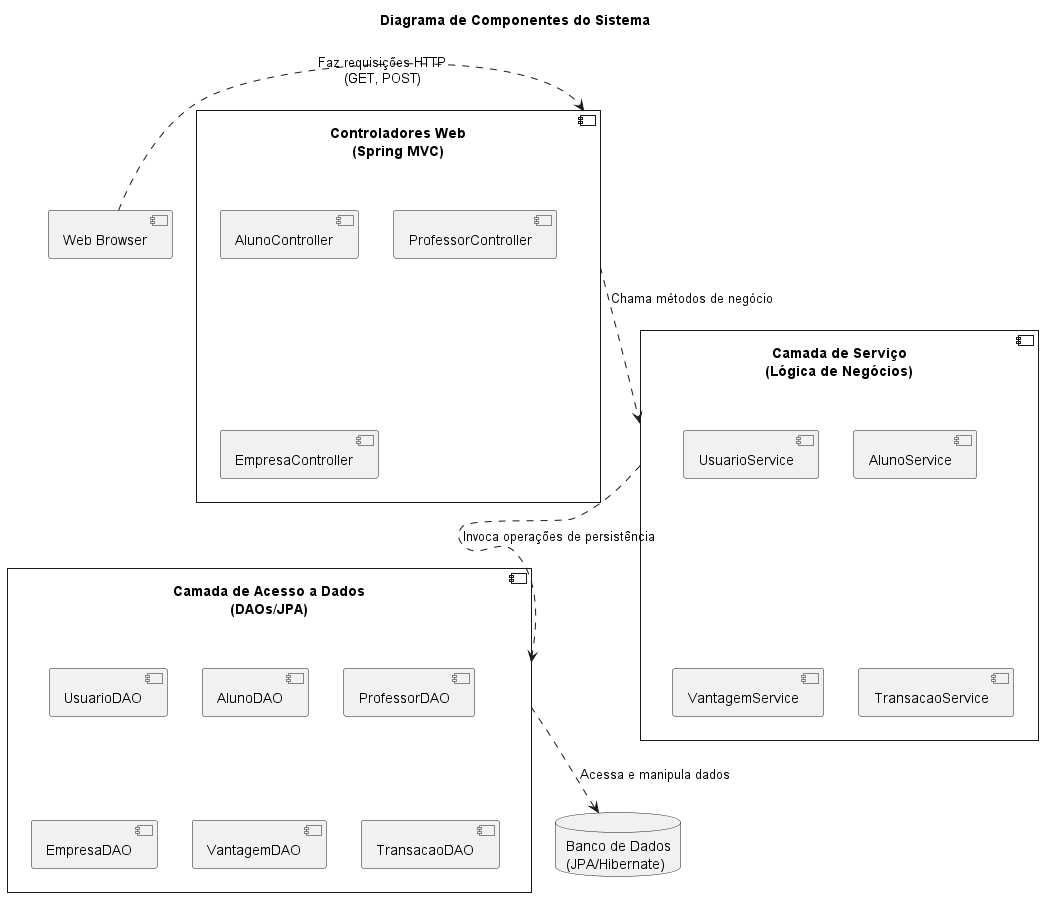 Diagrama de Componentes do Sistema
Faz requisições HTTP
(GET, POST)
Controladores Web
(Spring MVC)
Web Browser
AlunoController
ProfessorController
Chama métodos de negócio
Camada de Serviço
(Lógica de Negócios)
EmpresaController
UsuarioService
AlunoService
Invoca operações de persistência
Camada de Acesso a Dados
(DAOs/JPA)
UsuarioDAO
AlunoDAO
ProfessorDAO
VantagemService
TransacaoService
Acessa e manipula dados
EmpresaDAO
VantagemDAO
TransacaoDAO
Banco de Dados
(JPA/Hibernate)